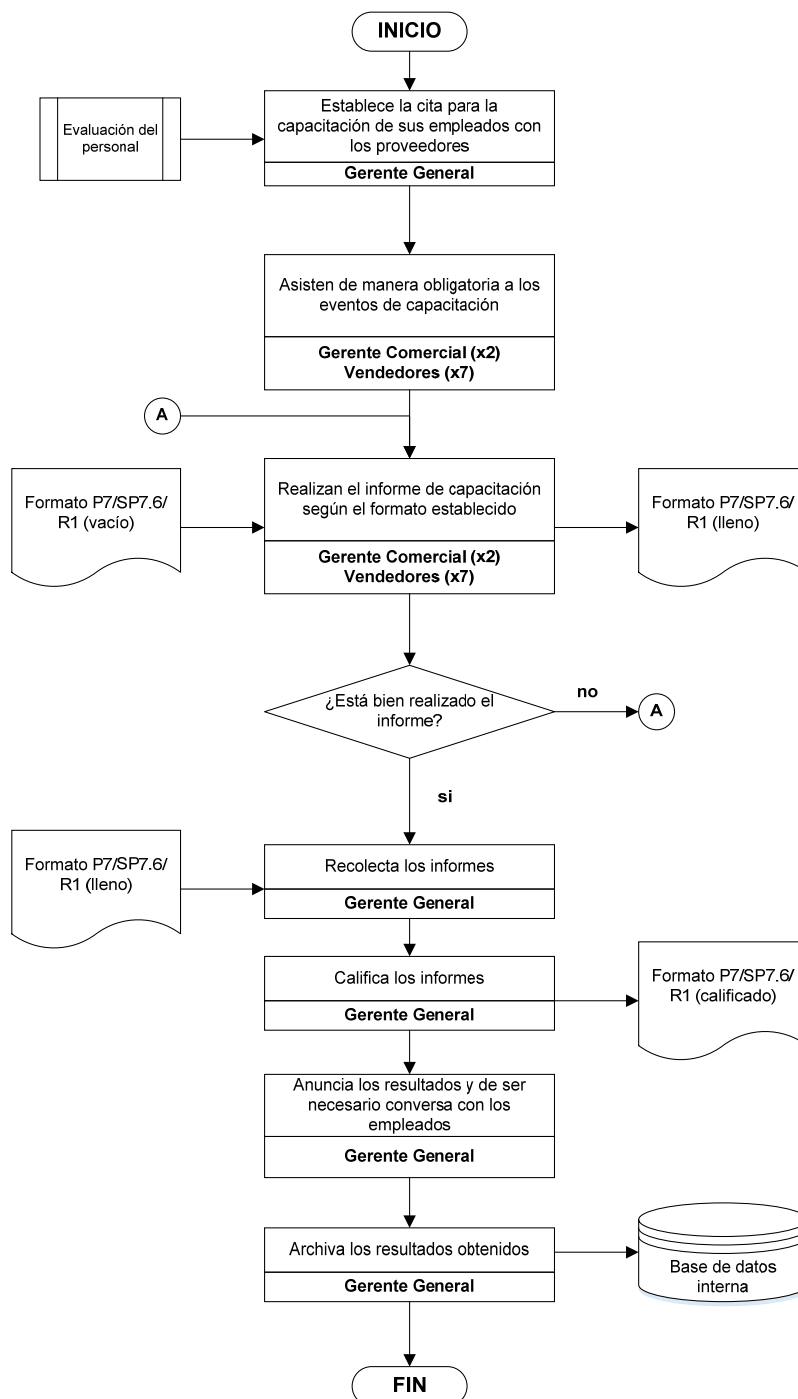 INICIO
Evaluación del
personal
Establece la cita para la
capacitación de sus empleados con
los proveedores
Gerente General
Asisten de manera obligatoria a los
eventos de capacitación
Gerente Comercial (x2)
Vendedores (x7)
A
Formato P7/SP7.6/
R1 (vacío)
Realizan el informe de capacitación
según el formato establecido
Gerente Comercial (x2)
Vendedores (x7)
Formato P7/SP7.6/
R1 (lleno)
¿Está bien realizado el
informe?
no
A
si
Formato P7/SP7.6/
R1 (lleno)
Recolecta los informes
Gerente General
Califica los informes
Gerente General
Formato P7/SP7.6/
R1 (calificado)
Anuncia los resultados y de ser
necesario conversa con los
empleados
Gerente General
Archiva los resultados obtenidos
Gerente General
Base de datos
interna
FIN